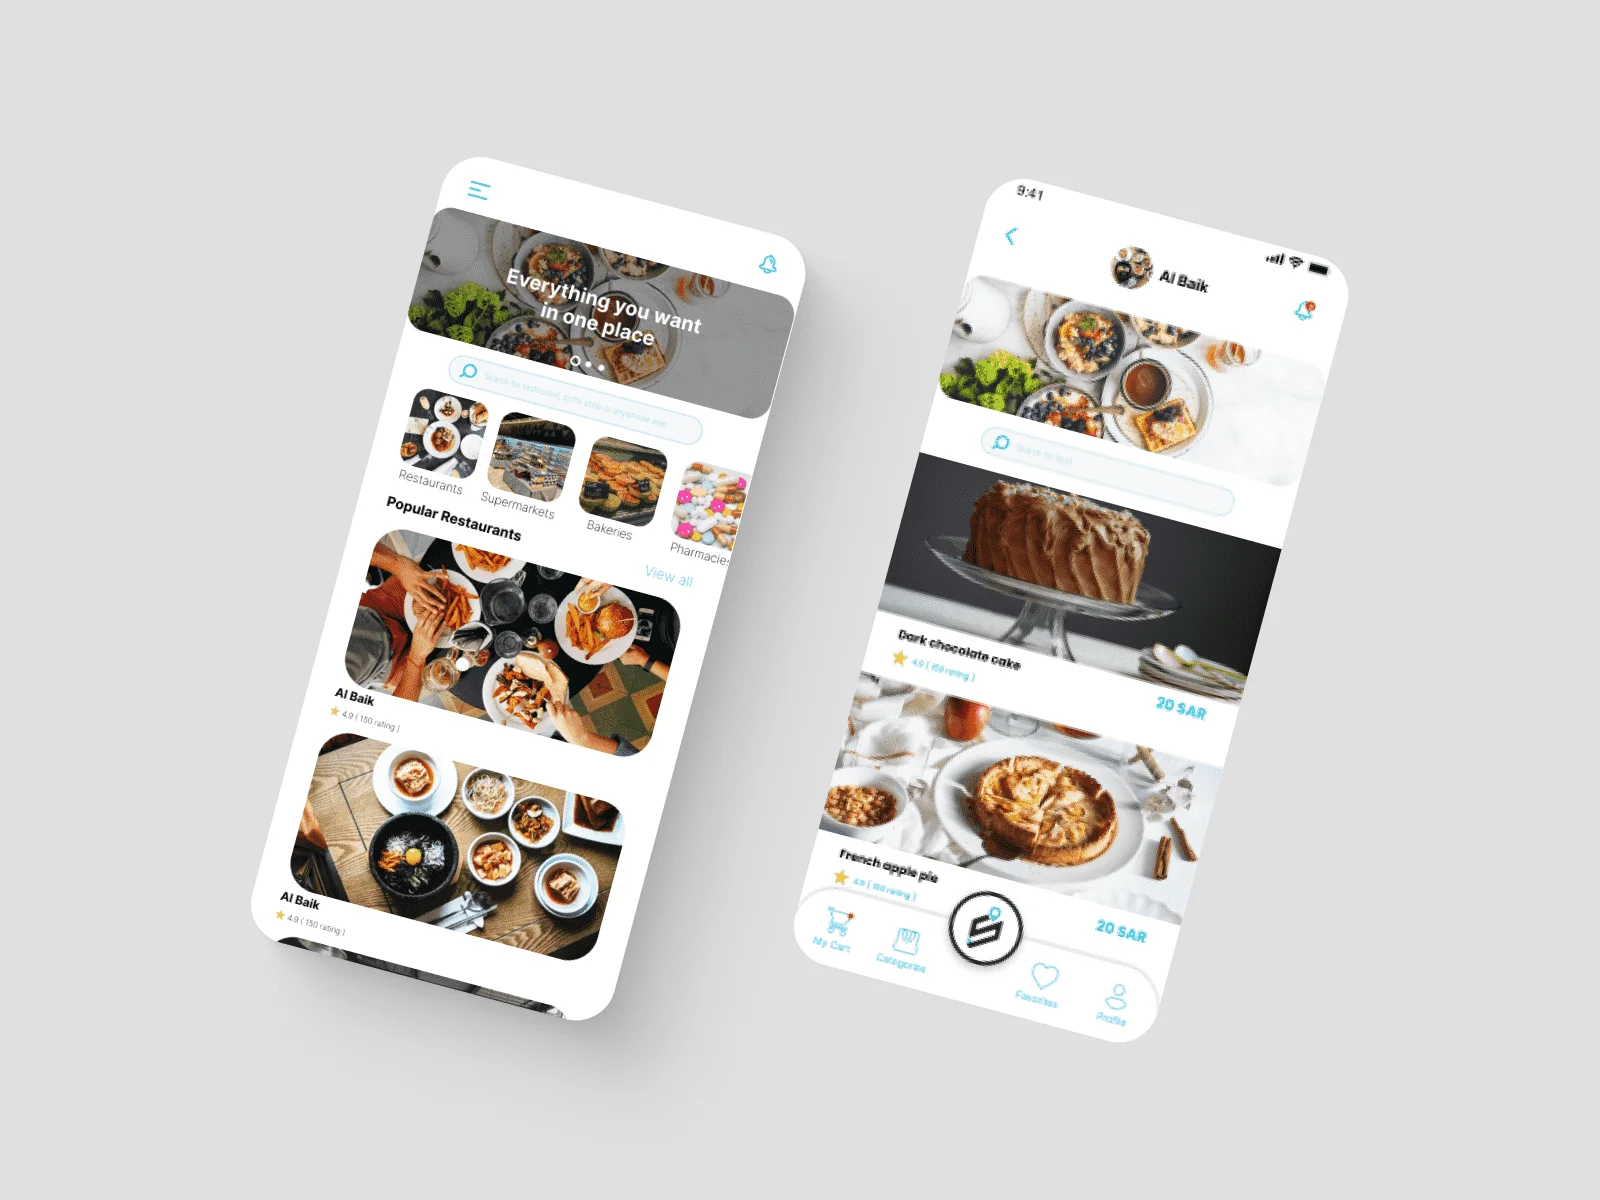 Everything you want
in one place
Search for restaurants, coffe shop or anywhere else
Restaurants
Supermarkets
Bakeries
Pharmacies
Popular Restaurants
View all
Al Baik
4.9 ( 150 rating )
Al Baik
4.9 ( 150 rating )
9:41
Al Baik
Search for food
Dark chocolate cake
4.9 ( 150 rating )
20 SAR
French apple pie
4.9 ( 150 rating )
20 SAR
My Cart
Categories
Favorites
Profile